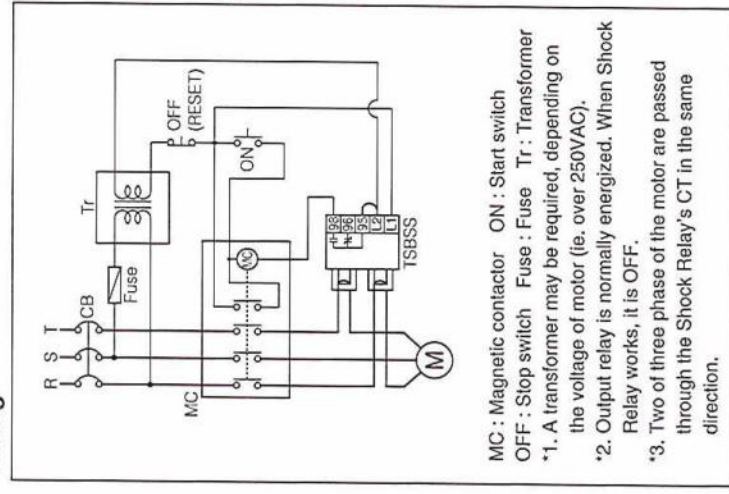 R S T
CB
Fuse
Tr
OFF
(RESET)
ON
MC
MC
98
96
95
L2
L1
TSBSS
M
MC : Magnetic contactor ON : Start switch
OFF : Stop switch Fuse : Fuse Tr : Transformer
*1. A transformer may be required, depending on
the voltage of motor (ie. over 250VAC).
*2. Output relay is normally energized. When Shock
Relay works, it is OFF.
*3. Two of three phase of the motor are passed
through the Shock Relay's CT in the same
direction.